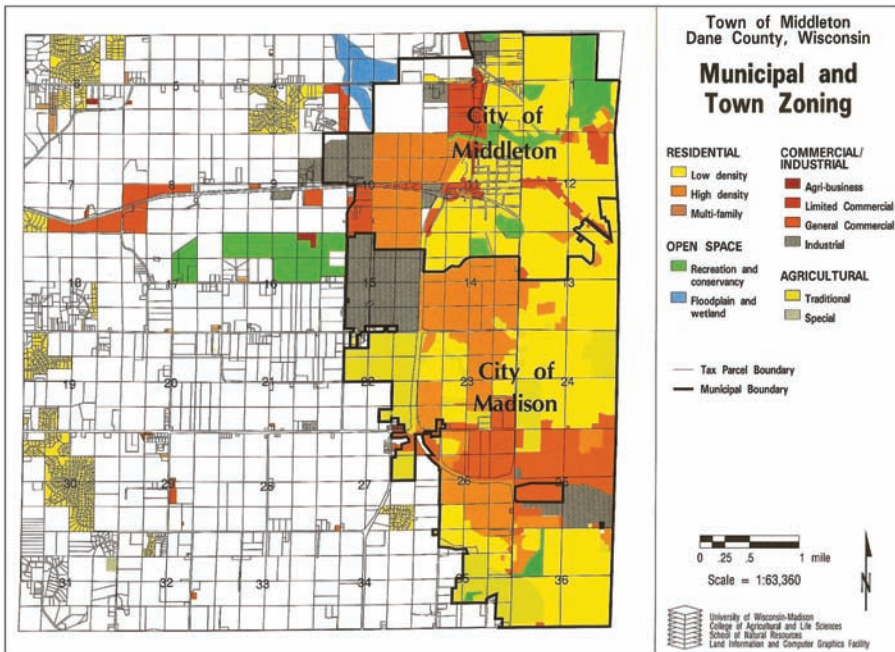 Town of Middleton
Dane County, Wisconsin
Municipal and
Town Zoning
RESIDENTIAL
Low density
High density
Multi-family
OPEN SPACE
Recreation and
conservancy
Floodplain and
wetland
COMMERCIAL/
INDUSTRIAL
Agri-business
Limited Commercial
General Commercial
Industrial
AGRICULTURAL
Traditional
Special
Tax Parcel Boundary
Municipal Boundary
0 .25 .5 1 mile
Scale = 1:63,360
N
University of Wisconsin-Madison
College of Agricultural and Life Sciences
School of Natural Resources
Land Information and Computer Graphics Facility
6 5 4
City of
Middleton
7 8 9 10 12
18 17 16 15 14 13
19 20 21 22 23 24
City of
Madison
30 29 28 27 26 25
31 32 33 34 35 36